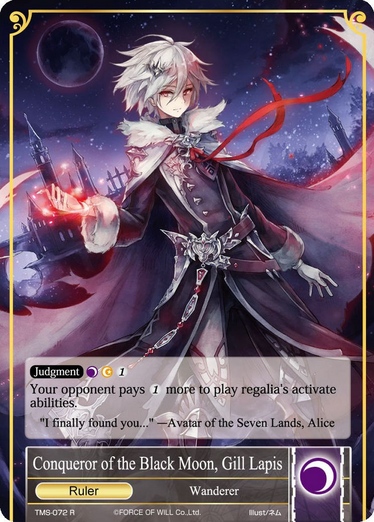 Judgment 1
Your opponent pays 1 more to play regalia's activate
abilities.
"I finally found you..." —Avatar of the Seven Lands, Alice
Conqueror of the Black Moon, Gill Lapis
Ruler Wanderer
TMS-072 R ©FORCE OF WILL Co.,Ltd. Illust/ネム